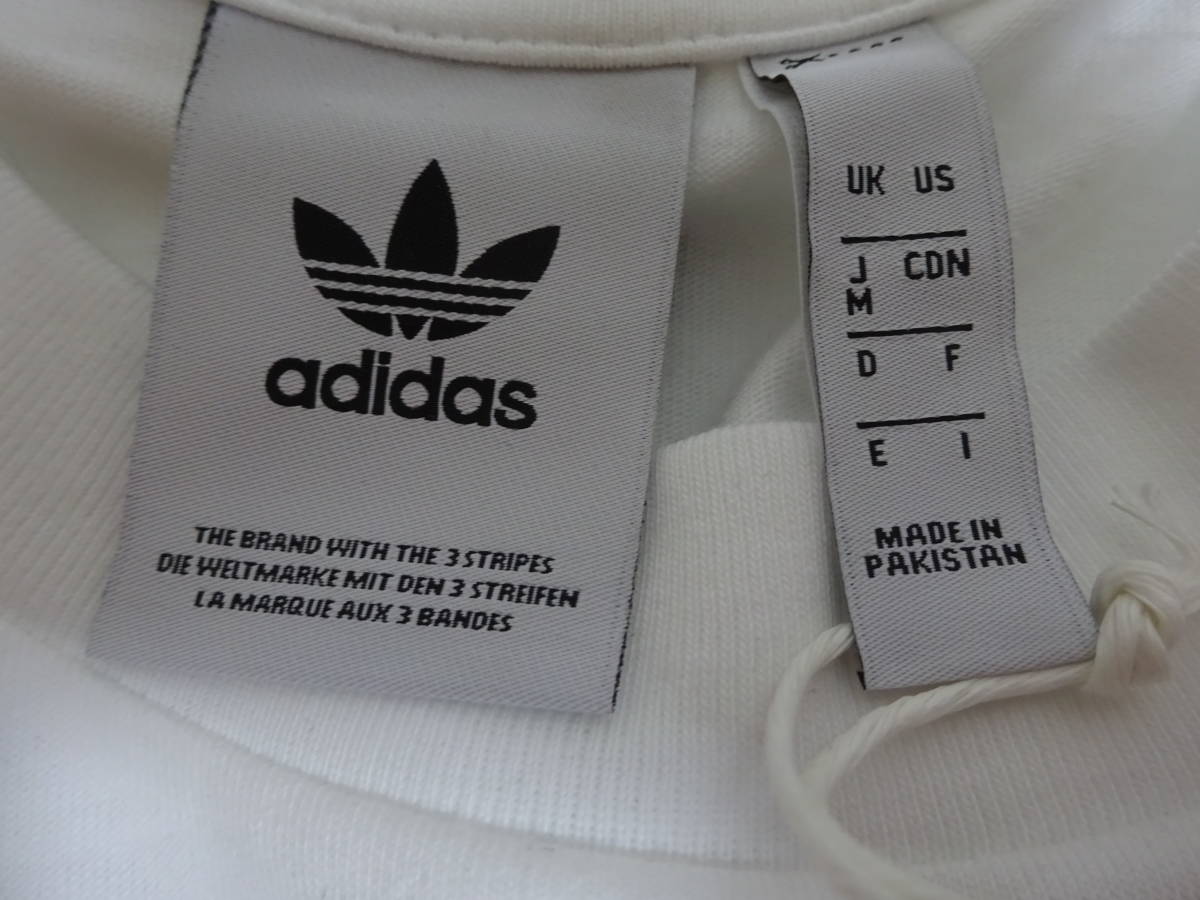 adidas
THE BRAND WITH THE 3 STRIPES
DIE WELTMARKE MIT DEN 3 STREIFEN
LA MARQUE AUX 3 BANDES
UK US
J CDN
M
D F
E I
MADE IN
PAKISTAN